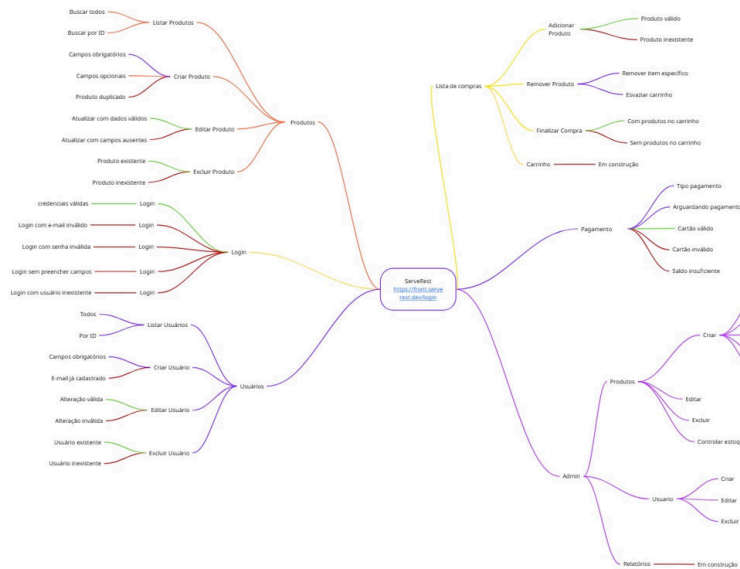 Buscar todos
Listar Produtos
Buscar por ID
Campos obrigatórios
Campos opcionais
Criar Produto
Produto duplicado
Atualizar com dados válidos
Editar Produto
Atualizar com campos ausentes
Produto existente
Excluir Produto
Produto inexistente
Produtos
credenciais válidas
Login
Login com e-mail inválido
Login
Login com senha inválida
Login
Login sem preencher campos
Login
Login com usuário inexistente
Login
Login
Todos
Listar Usuários
Por ID
Campos obrigatórios
Criar Usuário
E-mail já cadastrado
Alteração válida
Editar Usuário
Alteração inválida
Usuário existente
Excluir Usuário
Usuário inexistente
Usuários
ServeRest
https://front.serve
rest.dev/login
Lista de compras
Adicionar
Produto
Produto válido
Produto inexistente
Remover Produto
Remover item específico
Esvaziar carrinho
Finalizar Compra
Com produtos no carrinho
Sem produtos no carrinho
Carrinho
Em construção
Pagamento
Tipo pagamento
Arguardando pagamento
Cartão válido
Cartão inválido
Saldo insuficiente
Admin
Produtos
Criar
Editar
Excluir
Controlar estoq
Usuario
Criar
Editar
Excluir
Relatórios
Em construção